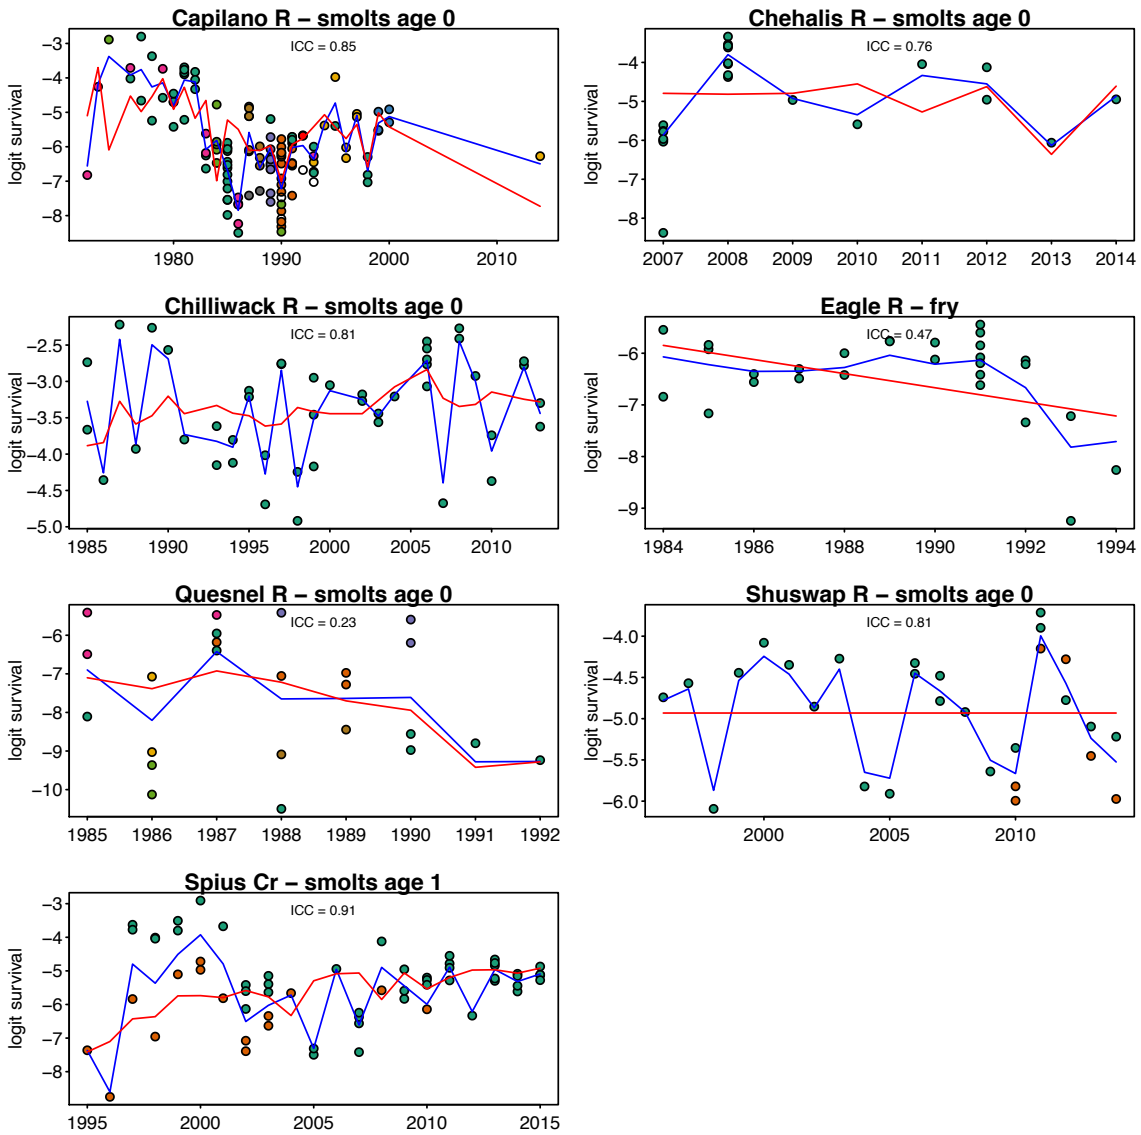 Capilano R – smolts age 0
ICC = 0.85
logit survival
−3
−4
−5
−6
−7
−8
1980 1990 2000 2010
Chehalis R – smolts age 0
ICC = 0.76
logit survival
−4
−5
−6
−7
−8
2007 2008 2009 2010 2011 2012 2013 2014
Chilliwack R – smolts age 0
ICC = 0.81
logit survival
−2.5
−3.0
−3.5
−4.0
−4.5
−5.0
1985 1990 1995 2000 2005 2010
Eagle R – fry
ICC = 0.47
logit survival
−6
−7
−8
−9
1984 1986 1988 1990 1992 1994
Quesnel R – smolts age 0
ICC = 0.23
logit survival
−6
−7
−8
−9
−10
1985 1986 1987 1988 1989 1990 1991 1992
Shuswap R – smolts age 0
ICC = 0.81
logit survival
−4.0
−4.5
−5.0
−5.5
−6.0
2000 2005 2010
Spius Cr – smolts age 1
ICC = 0.91
logit survival
−3
−4
−5
−6
−7
−8
1995 2000 2005 2010 2015